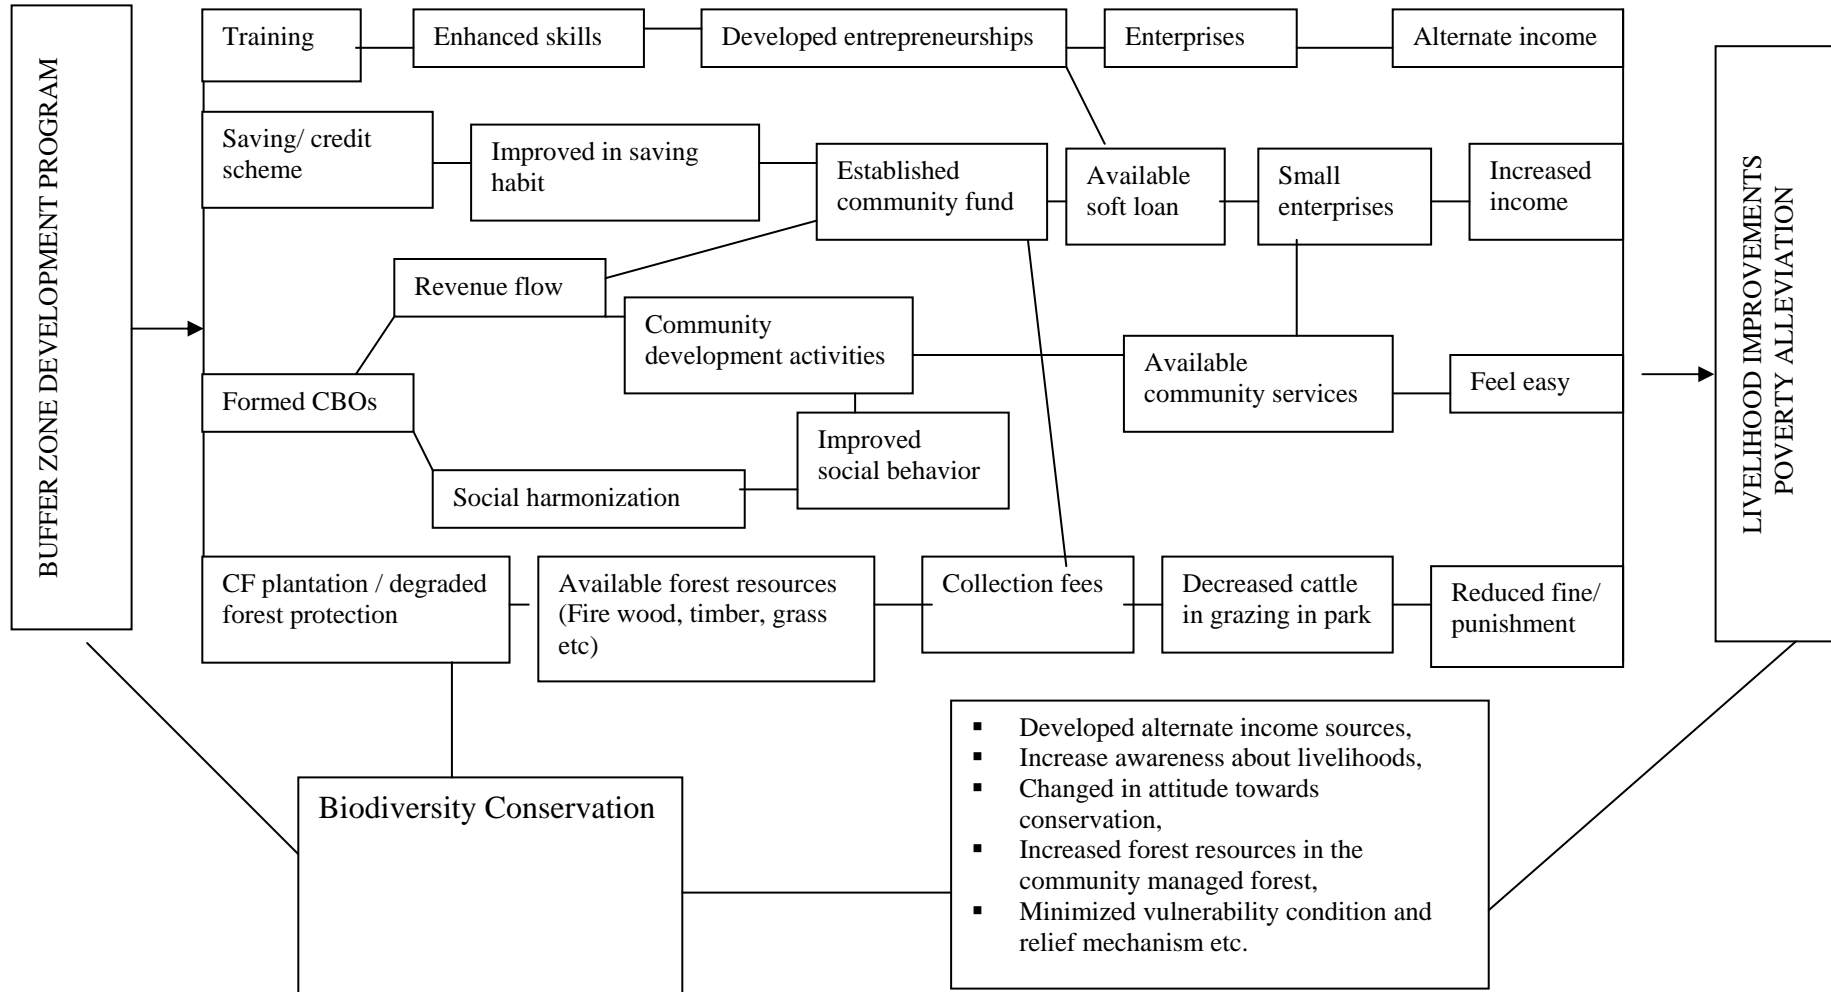 BUFFER ZONE DEVELOPMENT PROGRAM
Training
Enhanced skills
Developed entrepreneurships
Enterprises
Alternate income
Saving/ credit
scheme
Improved in saving
habit
Established
community fund
Available
soft loan
Small
enterprises
Increased
income
Revenue flow
Community
development activities
Available
community services
Feel easy
Formed CBOs
Improved
social behavior
Social harmonization
CF plantation / degraded
forest protection
Available forest resources
(Fire wood, timber, grass
etc)
Collection fees
Decreased cattle
in grazing in park
Reduced fine/
punishment
LIVELIHOOD IMPROVEMENTS
POVERTY ALLEVIATION
Biodiversity Conservation
▪ Developed alternate income sources,
▪ Increase awareness about livelihoods,
▪ Changed in attitude towards
conservation,
▪ Increased forest resources in the
community managed forest,
▪ Minimized vulnerability condition and
relief mechanism etc.